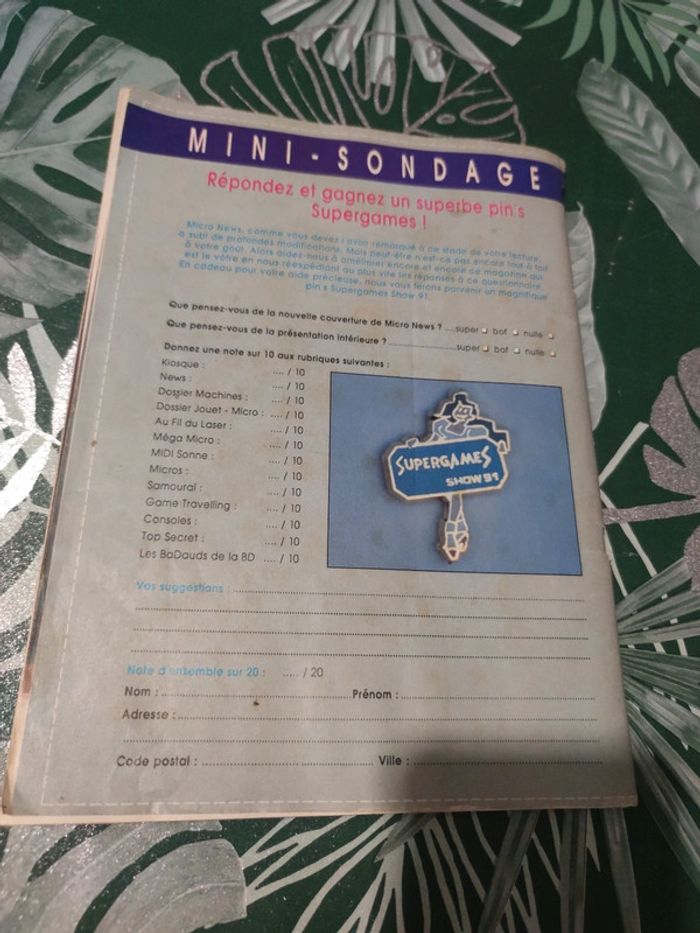 MINI - SONDAGE
Répondez et gagnez un superbe pin's
Supergames !
Micro News, comme vous devez l'avoir remarqué à ce stade de votre lecture,
a subi de profondes modifications. Mais peut-être n'est-ce pas encore tout-à-fait
à votre goût. Alors aidez-nous à améliorer encore et encore ce magazine qui
est le vôtre en nous réexpédiant au plus vite les réponses à ce questionnaire.
En cadeau pour votre aide précieuse, nous vous ferons parvenir un magnifique
pin's Supergames Show 91.
Que pensez-vous de la nouvelle couverture de Micro News ? ....super bof nulle
Que pensez-vous de la présentation intérieure ? ........................super bof nulle
Donnez une note sur 10 aux rubriques suivantes :
Kiosque : .... / 10
News : .... / 10
Dossier Machines : .... / 10
Dossier Jouet - Micro : .... / 10
Au Fil du Laser : .... / 10
Méga Micro : .... / 10
MIDI Sonne : .... / 10
Micros : .... / 10
Samouraï : .... / 10
Game Travelling : .... / 10
Consoles : .... / 10
Top Secret : .... / 10
Les BaDauds de la BD .... / 10
SUPERGAMES
SHOW 91
Vos suggestions :
Note d'ensemble sur 20 : ..... / 20
Nom : Prénom :
Adresse :
Code postal : Ville :